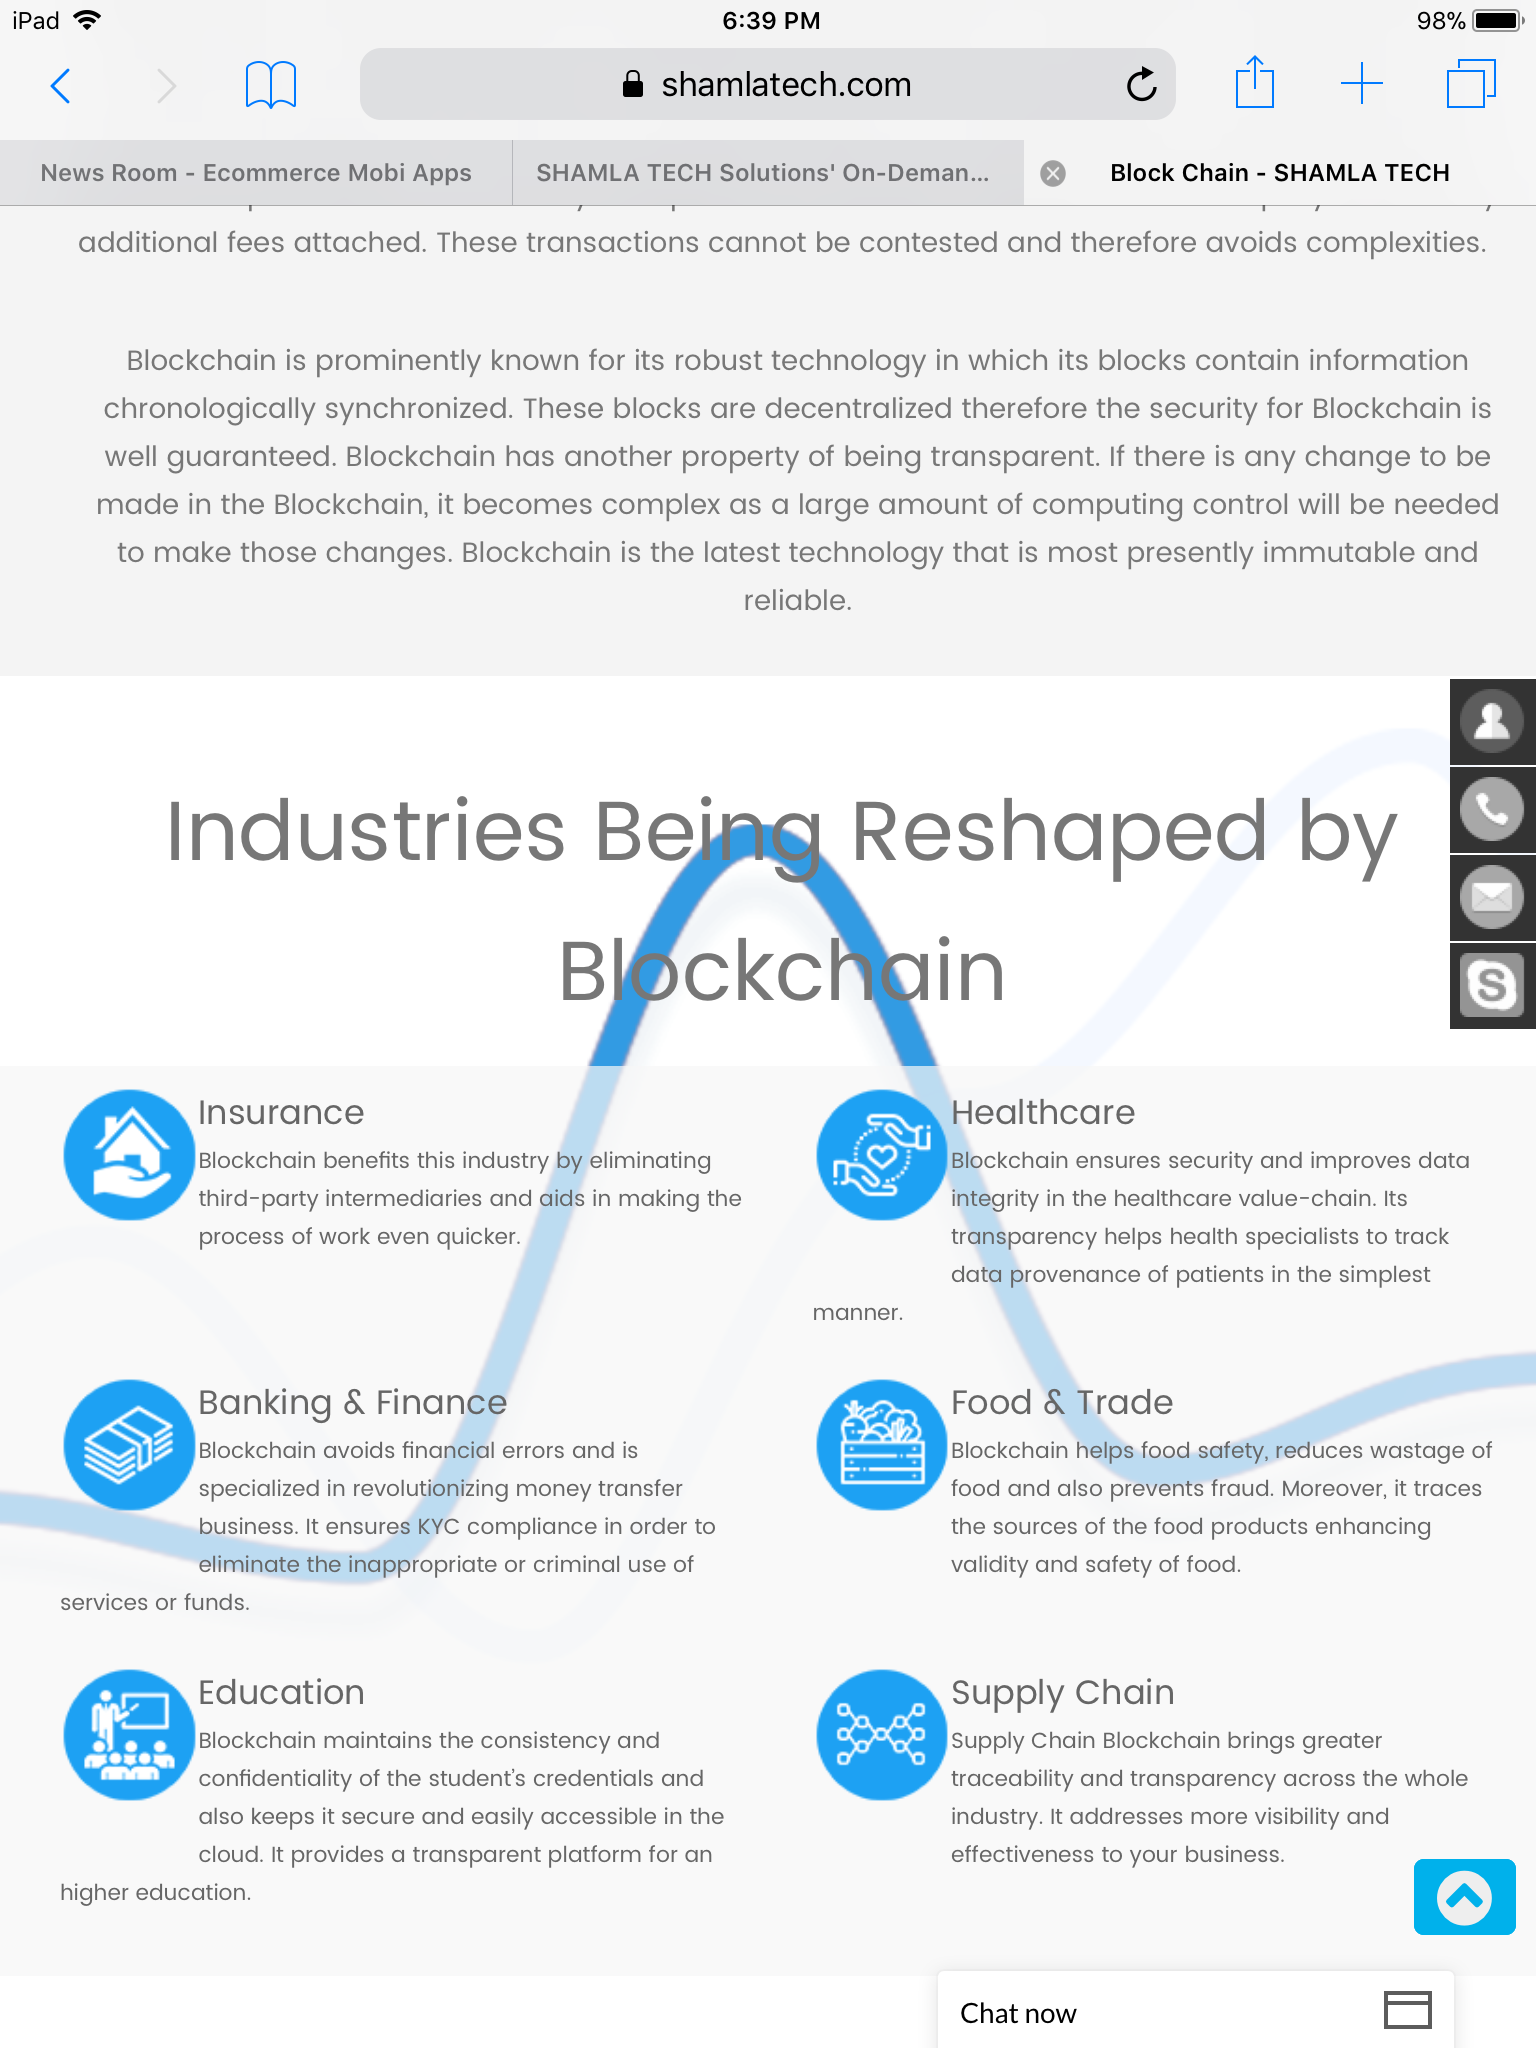 iPad
6:39 PM
98%
shamlatech.com
News Room - Ecommerce Mobi Apps
SHAMLA TECH Solutions' On-Deman...
Block Chain - SHAMLA TECH
additional fees attached. These transactions cannot be contested and therefore avoids complexities.
Blockchain is prominently known for its robust technology in which its blocks contain information
chronologically synchronized. These blocks are decentralized therefore the security for Blockchain is
well guaranteed. Blockchain has another property of being transparent. If there is any change to be
made in the Blockchain, it becomes complex as a large amount of computing control will be needed
to make those changes. Blockchain is the latest technology that is most presently immutable and
reliable.
Industries Being Reshaped by
Blockchain
Insurance
Blockchain benefits this industry by eliminating
third-party intermediaries and aids in making the
process of work even quicker.
Healthcare
Blockchain ensures security and improves data
integrity in the healthcare value-chain. Its
transparency helps health specialists to track
data provenance of patients in the simplest
manner.
Banking & Finance
Blockchain avoids financial errors and is
specialized in revolutionizing money transfer
business. It ensures KYC compliance in order to
eliminate the inappropriate or criminal use of
services or funds.
Food & Trade
Blockchain helps food safety, reduces wastage of
food and also prevents fraud. Moreover, it traces
the sources of the food products enhancing
validity and safety of food.
Education
Blockchain maintains the consistency and
confidentiality of the student's credentials and
also keeps it secure and easily accessible in the
cloud. It provides a transparent platform for an
higher education.
Supply Chain
Supply Chain Blockchain brings greater
traceability and transparency across the whole
industry. It addresses more visibility and
effectiveness to your business.
Chat now